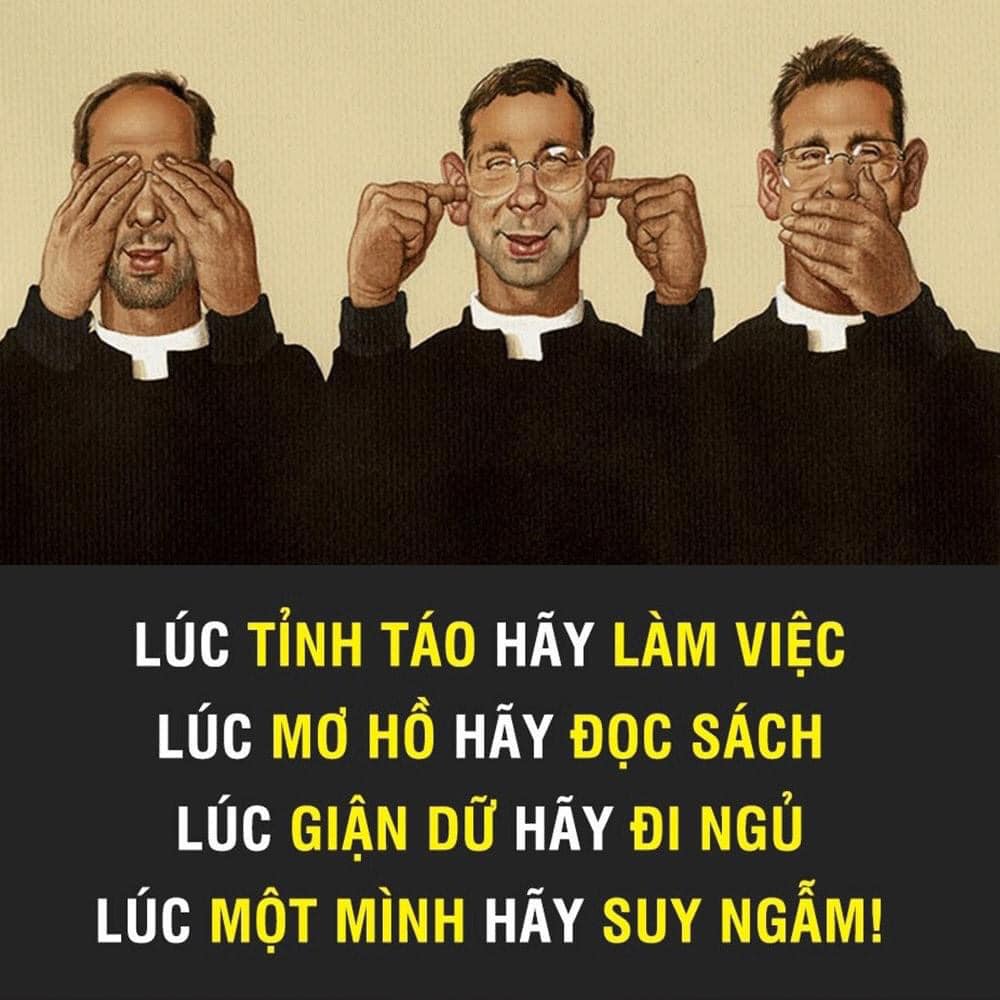 LÚC TỈNH TÁO HÃY LÀM VIỆC
LÚC MƠ HỒ HÃY ĐỌC SÁCH
LÚC GIẬN DỮ HÃY ĐI NGỦ
LÚC MỘT MÌNH HÃY SUY NGẪM!